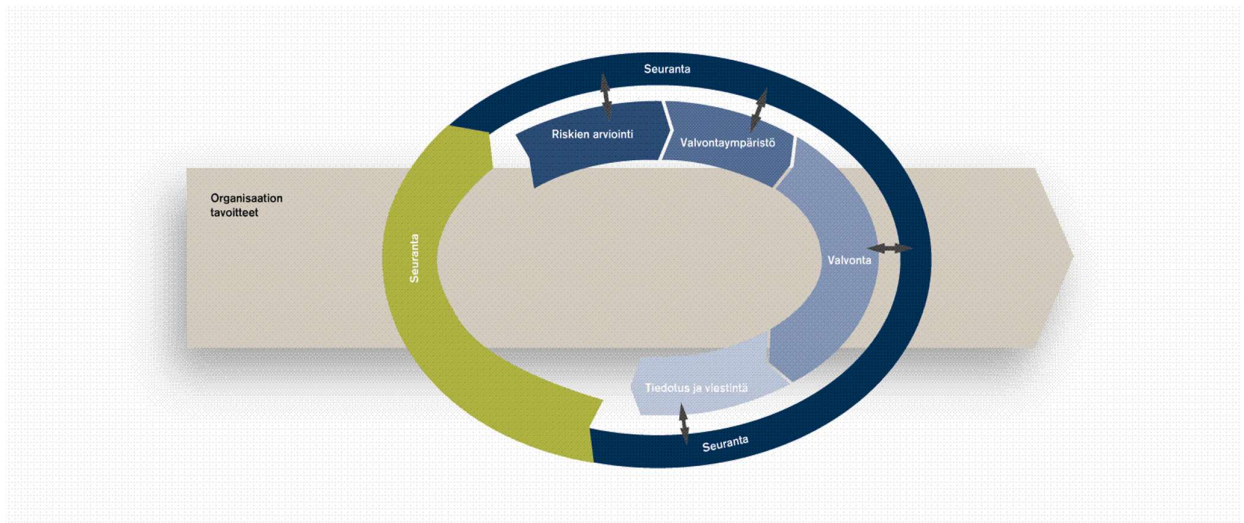 Seuranta
Riskien arviointi
Valvontaympäristö
Organisaation
tavoitteet
Seuranta
Valvonta
Tiedotus ja viestintä
Seuranta